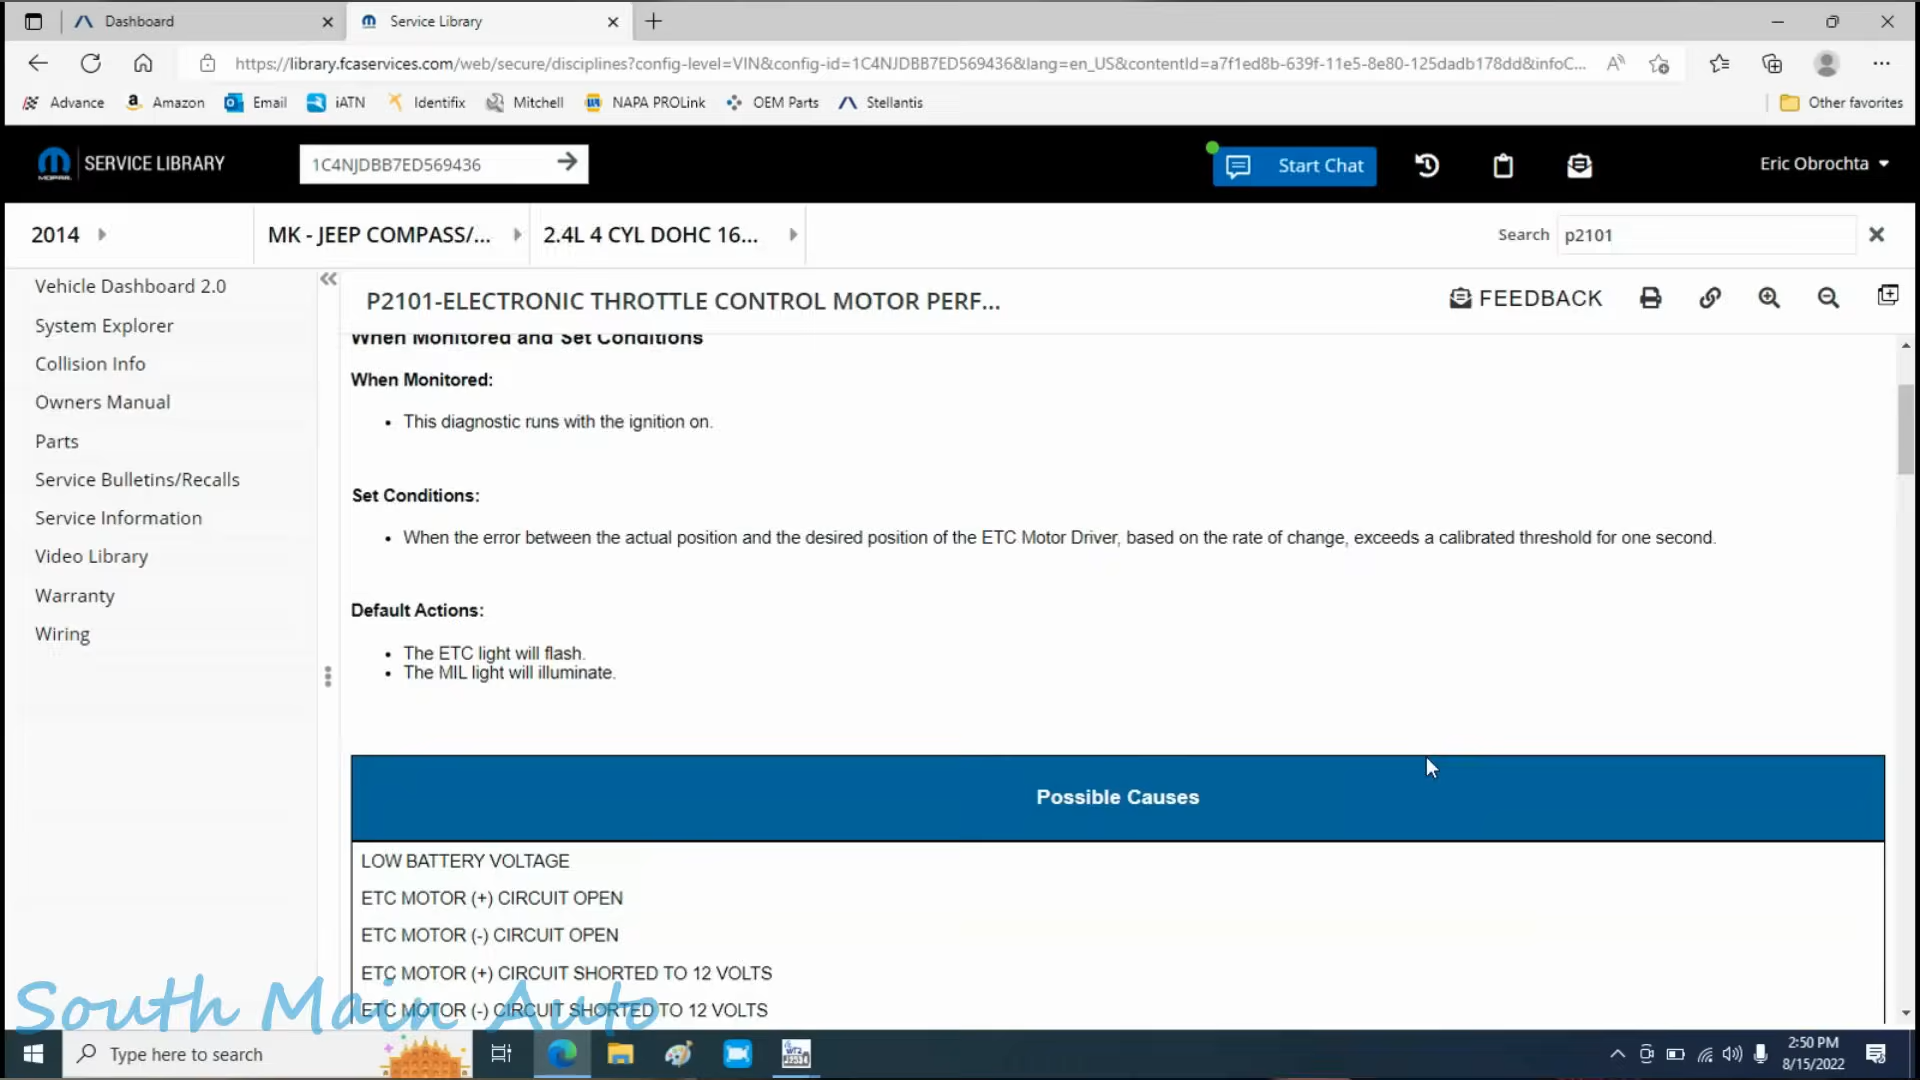 Dashboard
Service Library
https://library.fcaservices.com/web/secure/disciplines?config-level=VIN&config-id=1C4NJDBB7ED569436&lang=en_US&contentId=a7f1ed8b-639f-11e5-8e80-125dadb178dd&infoC...
Advance
Amazon
Email
iATN
Identifix
Mitchell
NAPA PROLink
OEM Parts
Stellantis
Other favorites
MOPAR
SERVICE LIBRARY
1C4NJDBB7ED569436
Start Chat
Eric Obrochta
2014
MK - JEEP COMPASS/...
2.4L 4 CYL DOHC 16...
Search
p2101
Vehicle Dashboard 2.0
System Explorer
Collision Info
Owners Manual
Parts
Service Bulletins/Recalls
Service Information
Video Library
Warranty
Wiring
P2101-ELECTRONIC THROTTLE CONTROL MOTOR PERF...
FEEDBACK
When Monitored and Set Conditions
When Monitored:
• This diagnostic runs with the ignition on.
Set Conditions:
• When the error between the actual position and the desired position of the ETC Motor Driver, based on the rate of change, exceeds a calibrated threshold for one second.
Default Actions:
• The ETC light will flash.
• The MIL light will illuminate.
Possible Causes
LOW BATTERY VOLTAGE
ETC MOTOR (+) CIRCUIT OPEN
ETC MOTOR (-) CIRCUIT OPEN
ETC MOTOR (+) CIRCUIT SHORTED TO 12 VOLTS
ETC MOTOR (-) CIRCUIT SHORTED TO 12 VOLTS
South Main Auto
Type here to search
2:50 PM
8/15/2022